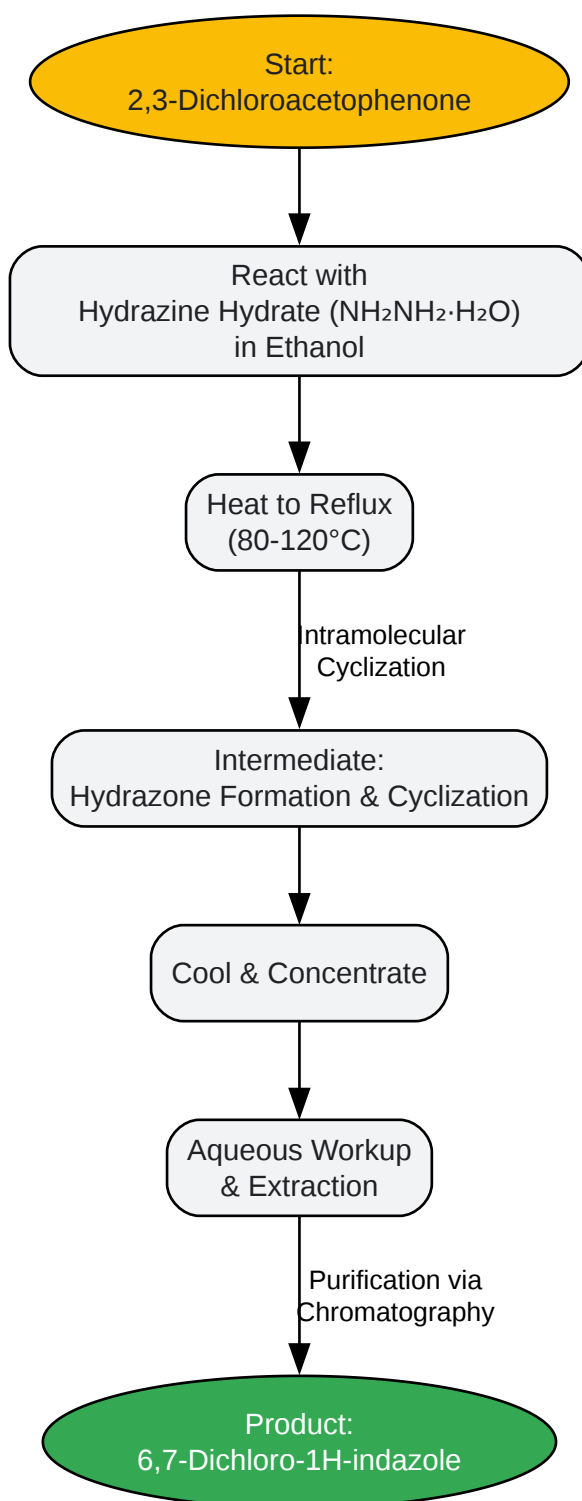 Start:
2,3-Dichloroacetophenone
React with
Hydrazine Hydrate (NH₂NH₂·H₂O)
in Ethanol
Heat to Reflux
(80-120°C)
Intramolecular
Cyclization
Intermediate:
Hydrazone Formation & Cyclization
Cool & Concentrate
Aqueous Workup
& Extraction
Purification via
Chromatography
Product:
6,7-Dichloro-1H-indazole